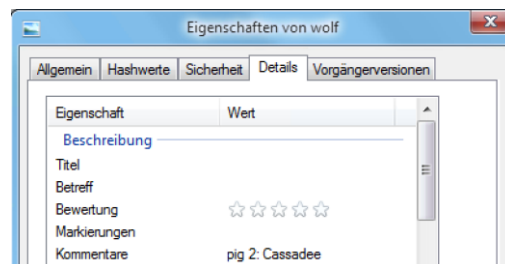 Eigenschaften von wolf
Allgemein Hashwerte Sicherheit Details Vorgängerversionen
Eigenschaft Wert
Beschreibung
Titel
Betreff
Bewertung
Markierungen
Kommentare pig 2: Cassadee